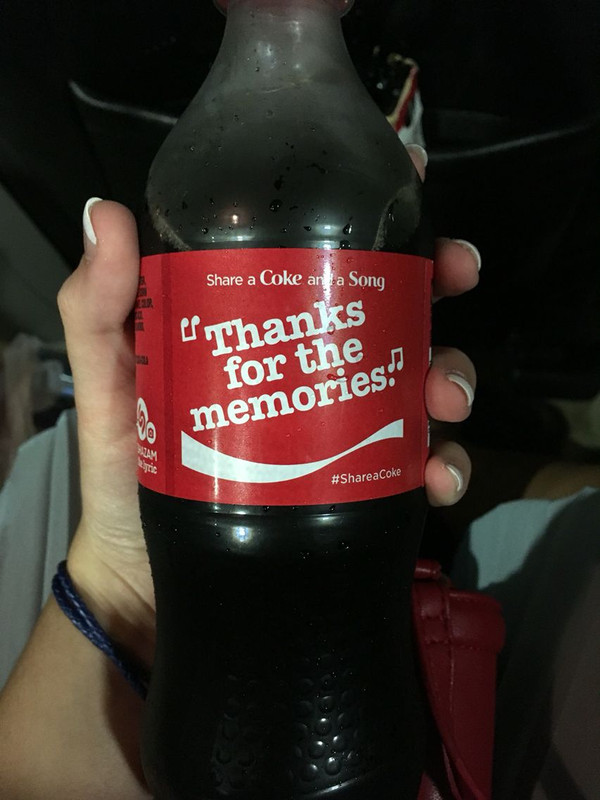 Share a Coke and a Song
"Thanks
for the
memories."
#ShareaCoke